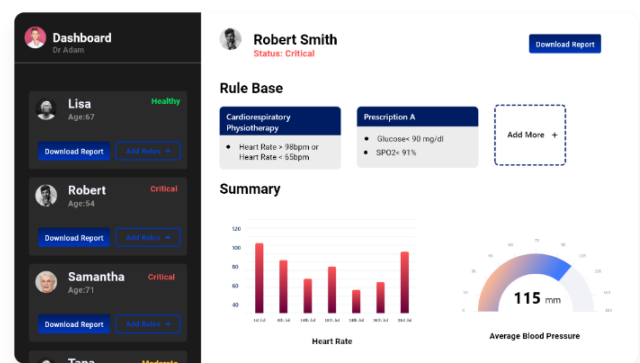 Dashboard
Dr Adam
Lisa
Healthy
Age:67
Download Report
Add Rules +
Robert
Critical
Age:54
Download Report
Add Rules +
Samantha
Critical
Age:71
Download Report
Add Rules +
Moderate
Robert Smith
Status: Critical
Download Report
Rule Base
Cardiorespiratory
Physiotherapy
Heart Rate > 98bpm or
Heart Rate < 65bpm
Prescription A
Glucose< 90 mg/dl
SPO2< 91%
Add More +
Summary
120
100
80
60
40
Heart Rate
115 mm
Average Blood Pressure